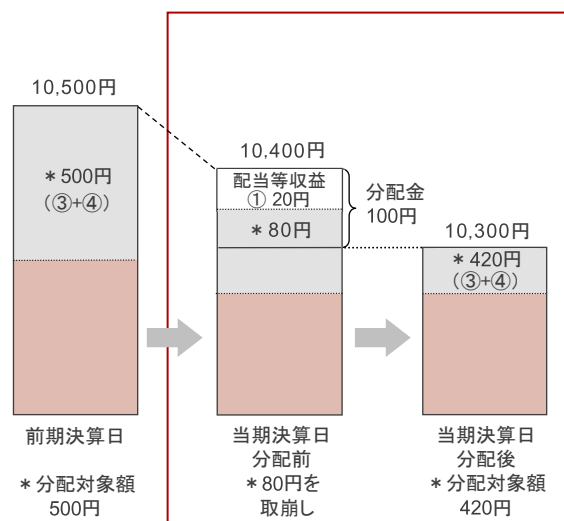 10,500円
＊500円
（③+④）
前期決算日
＊分配対象額
500円
10,400円
配当等収益
① 20円
＊80円
分配金
100円
当期決算日
分配前
＊80円を
取崩し
10,300円
＊420円
（③+④）
当期決算日
分配後
＊分配対象額
420円